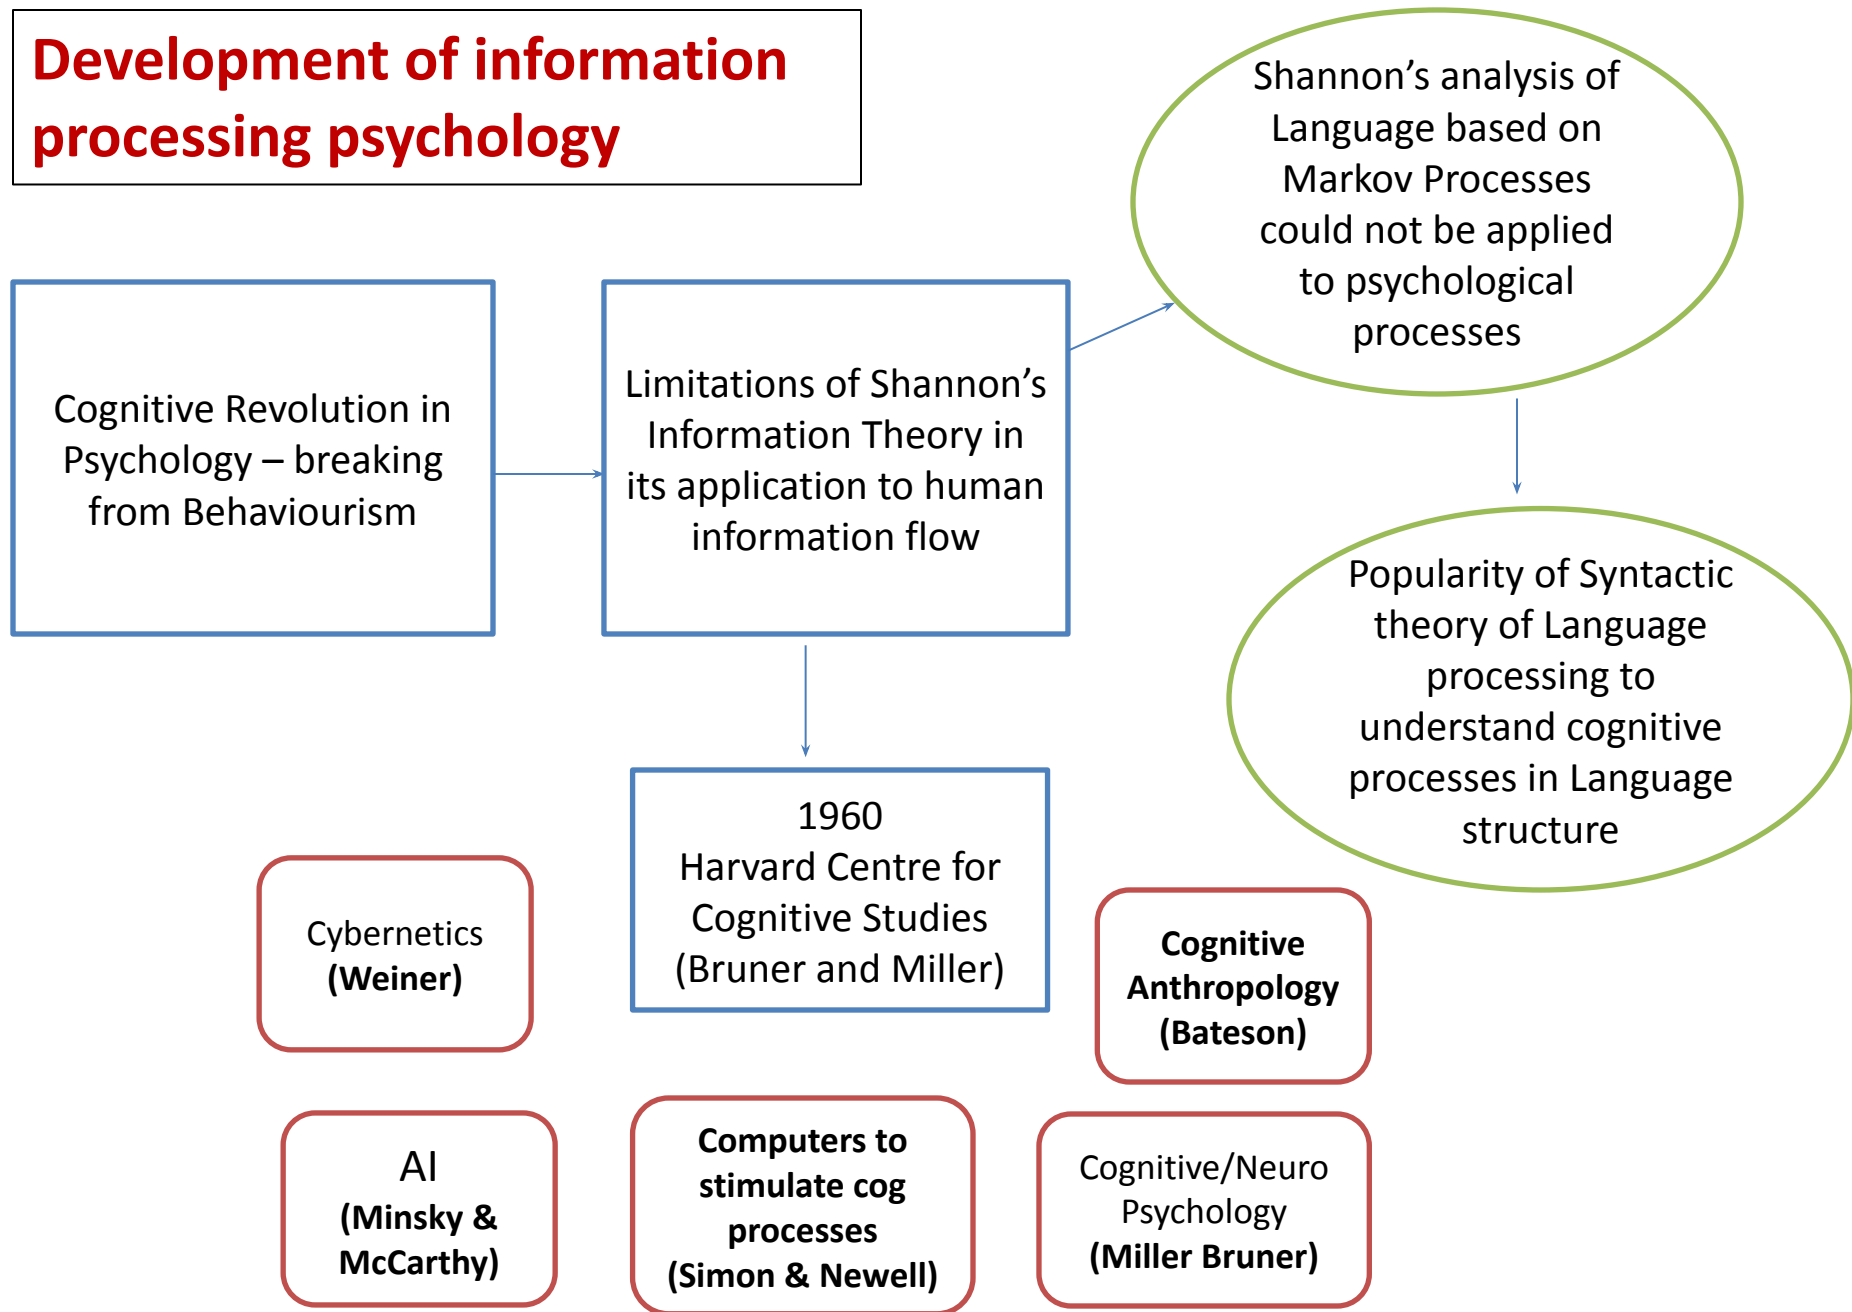 Development of information
processing psychology
Shannon’s analysis of
Language based on
Markov Processes
could not be applied
to psychological
processes
Cognitive Revolution in
Psychology – breaking
from Behaviourism
Limitations of Shannon’s
Information Theory in
its application to human
information flow
Popularity of Syntactic
theory of Language
processing to
understand cognitive
processes in Language
structure
1960
Harvard Centre for
Cognitive Studies
(Bruner and Miller)
Cybernetics
(Weiner)
Cognitive
Anthropology
(Bateson)
AI
(Minsky &
McCarthy)
Computers to
stimulate cog
processes
(Simon & Newell)
Cognitive/Neuro
Psychology
(Miller Bruner)